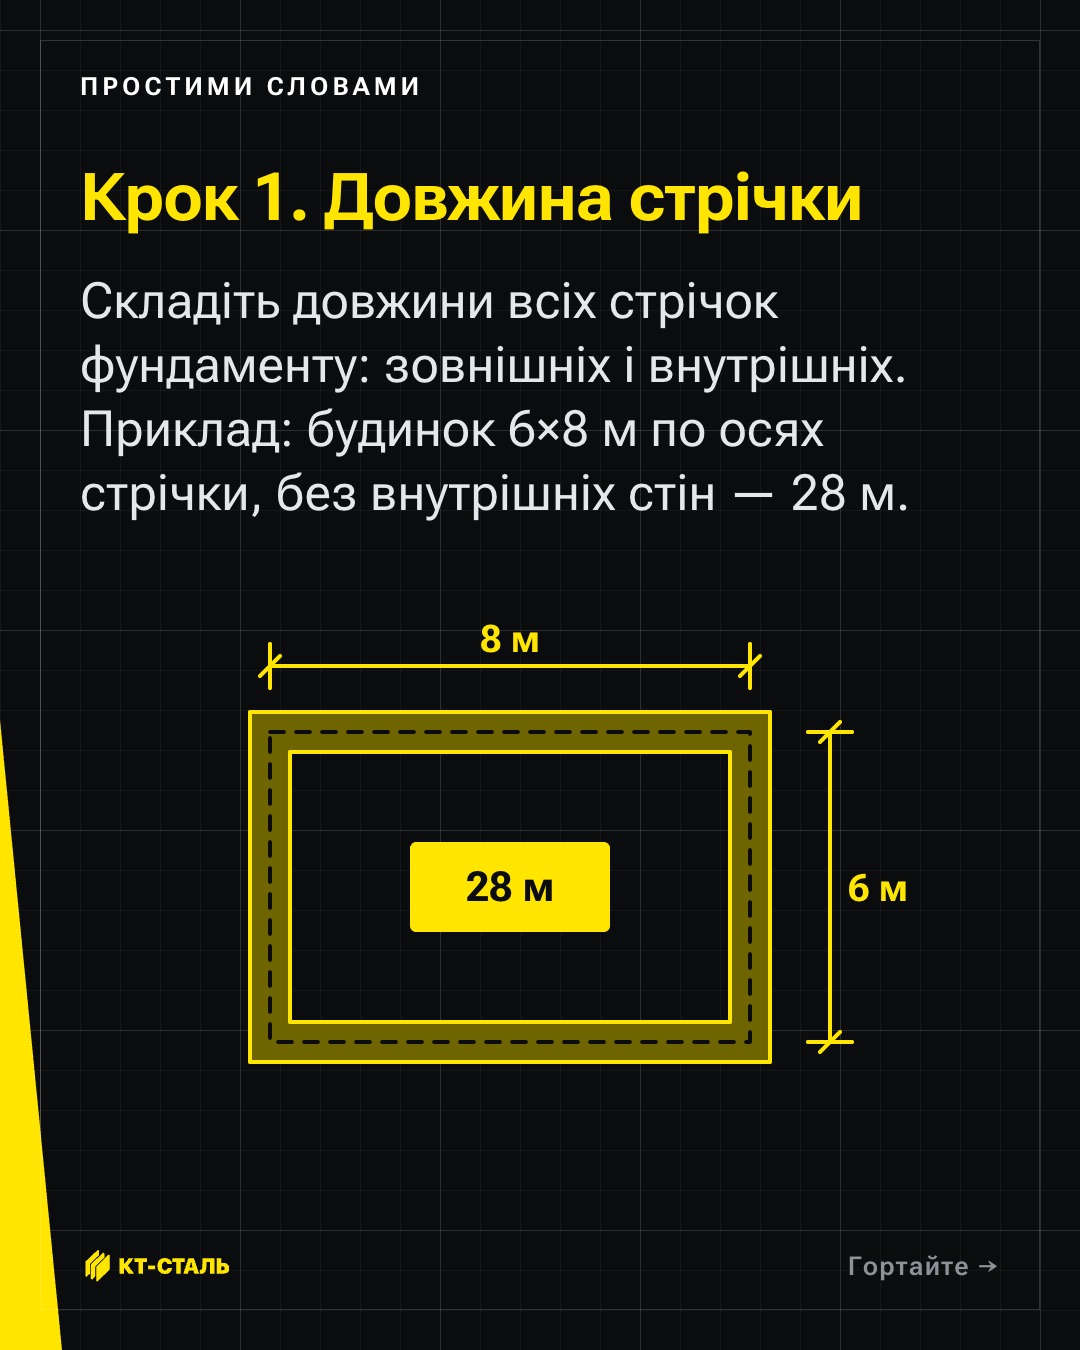 ПРОСТИМИ СЛОВАМИ
Крок 1. Довжина стрічки
Складіть довжини всіх стрічок
фундаменту: зовнішніх і внутрішніх.
Приклад: будинок 6×8 м по осях
стрічки, без внутрішніх стін — 28 м.
8 м
28 м
6 м
КТ-СТАЛЬ
Гортайте →